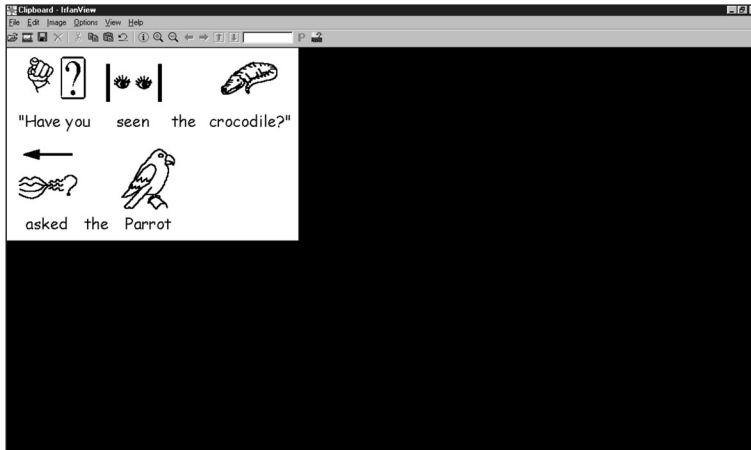 Clipboard - IrfanView
File Edit Image Options View Help
P
?
"Have you seen the crocodile?"
?
asked the Parrot